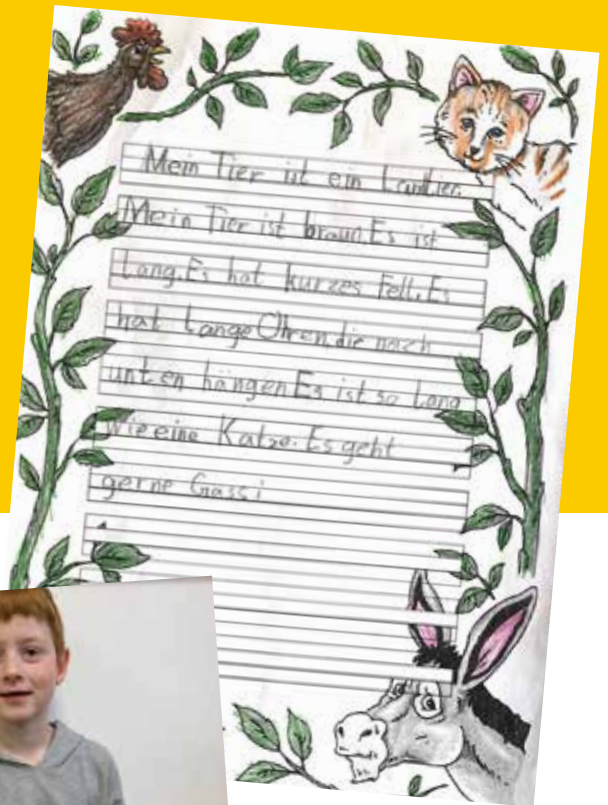 Mein Tier ist ein Landtier.
Mein Tier ist braun. Es ist
Lang. Es hat kurzes Fell. Es
hat Lange Ohren, die nach
unten hängen Es ist so Lang
wie eine Katze. Es geht
gerne Gassi